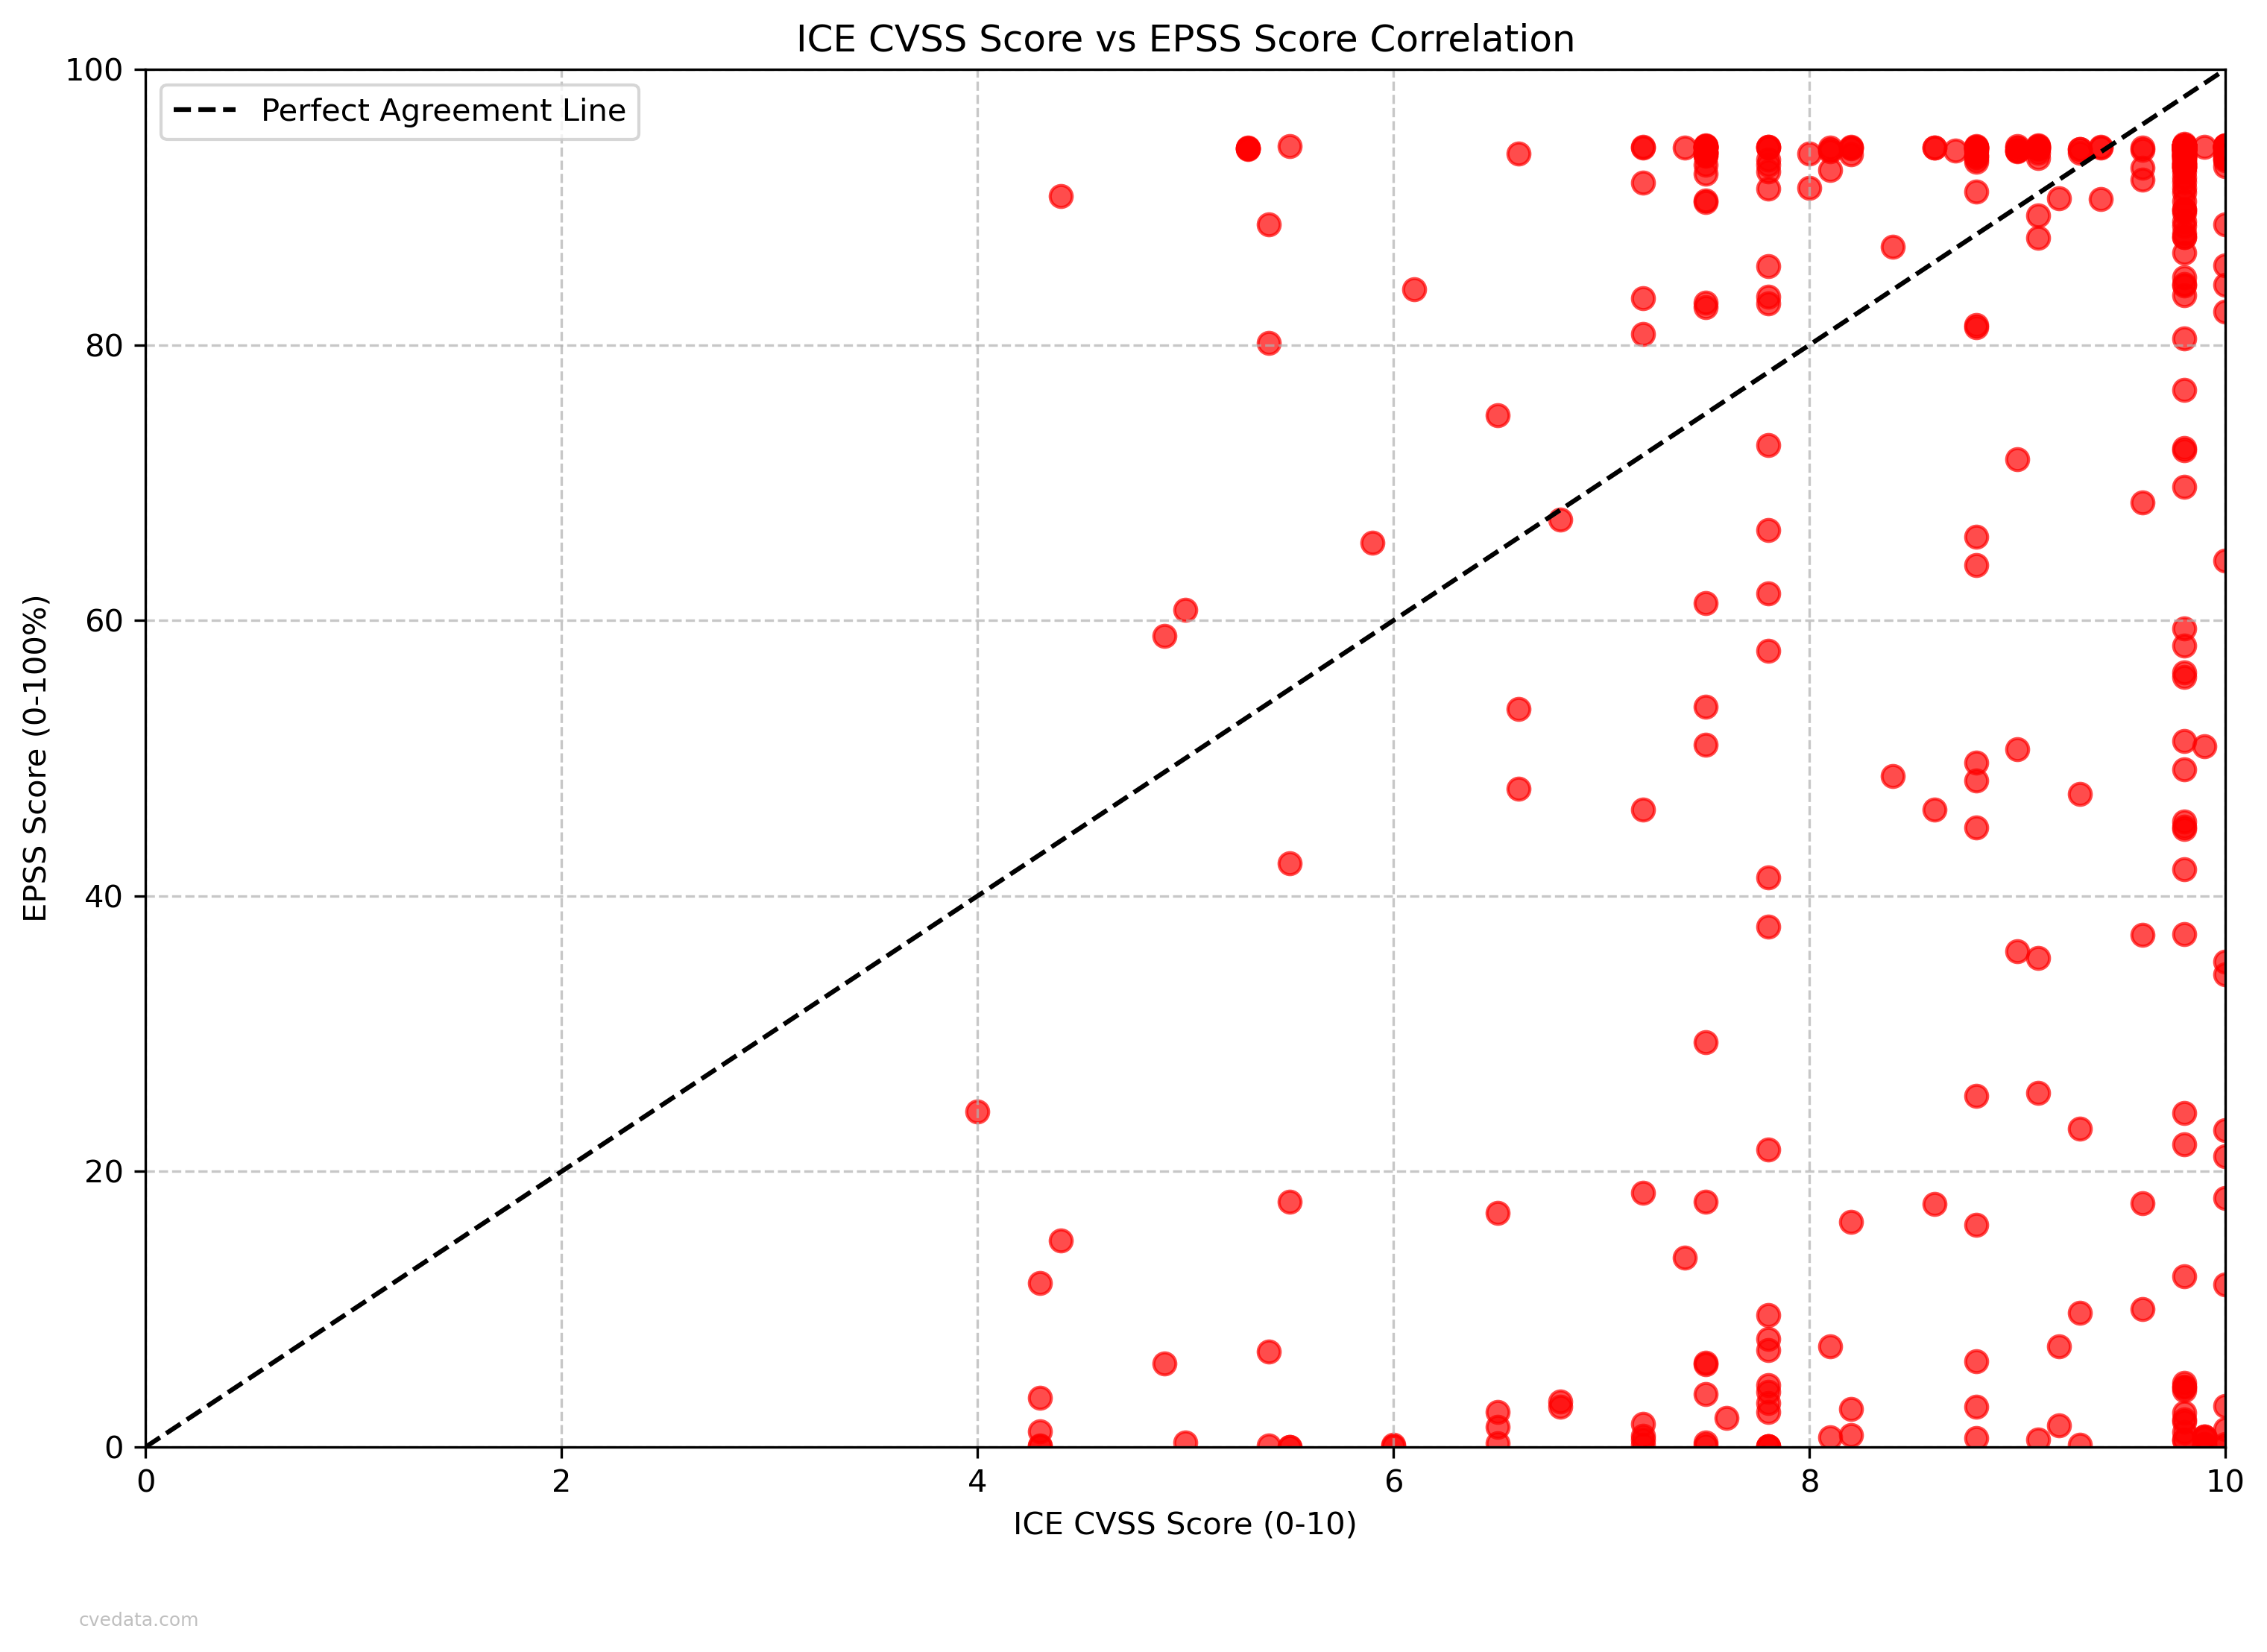 ICE CVSS Score vs EPSS Score Correlation
Perfect Agreement Line
EPSS Score (0-100%)
100
80
60
40
20
0
0 2 4 6 8 10
ICE CVSS Score (0-10)
cvedata.com